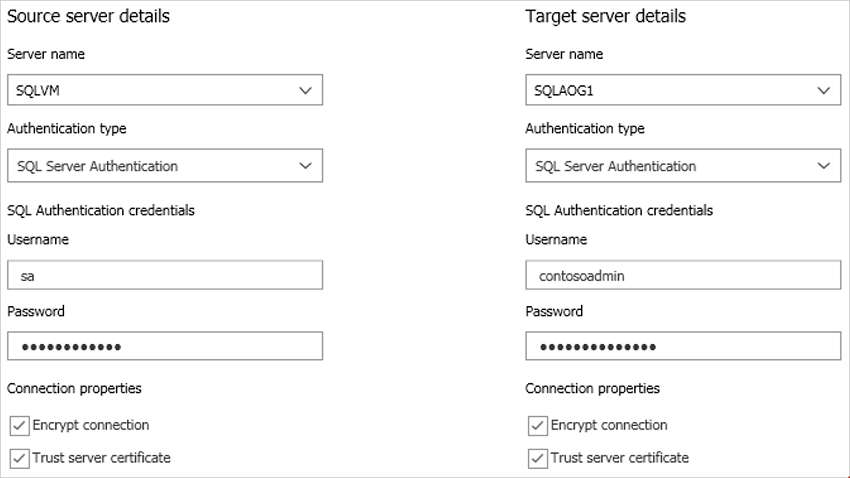 Source server details
Server name
SQLVM
Authentication type
SQL Server Authentication
SQL Authentication credentials
Username
sa
Password
●●●●●●●●●●●●
Connection properties
Encrypt connection
Trust server certificate
Target server details
Server name
SQLAOG1
Authentication type
SQL Server Authentication
SQL Authentication credentials
Username
contosoadmin
Password
●●●●●●●●●●●●●●
Connection properties
Encrypt connection
Trust server certificate